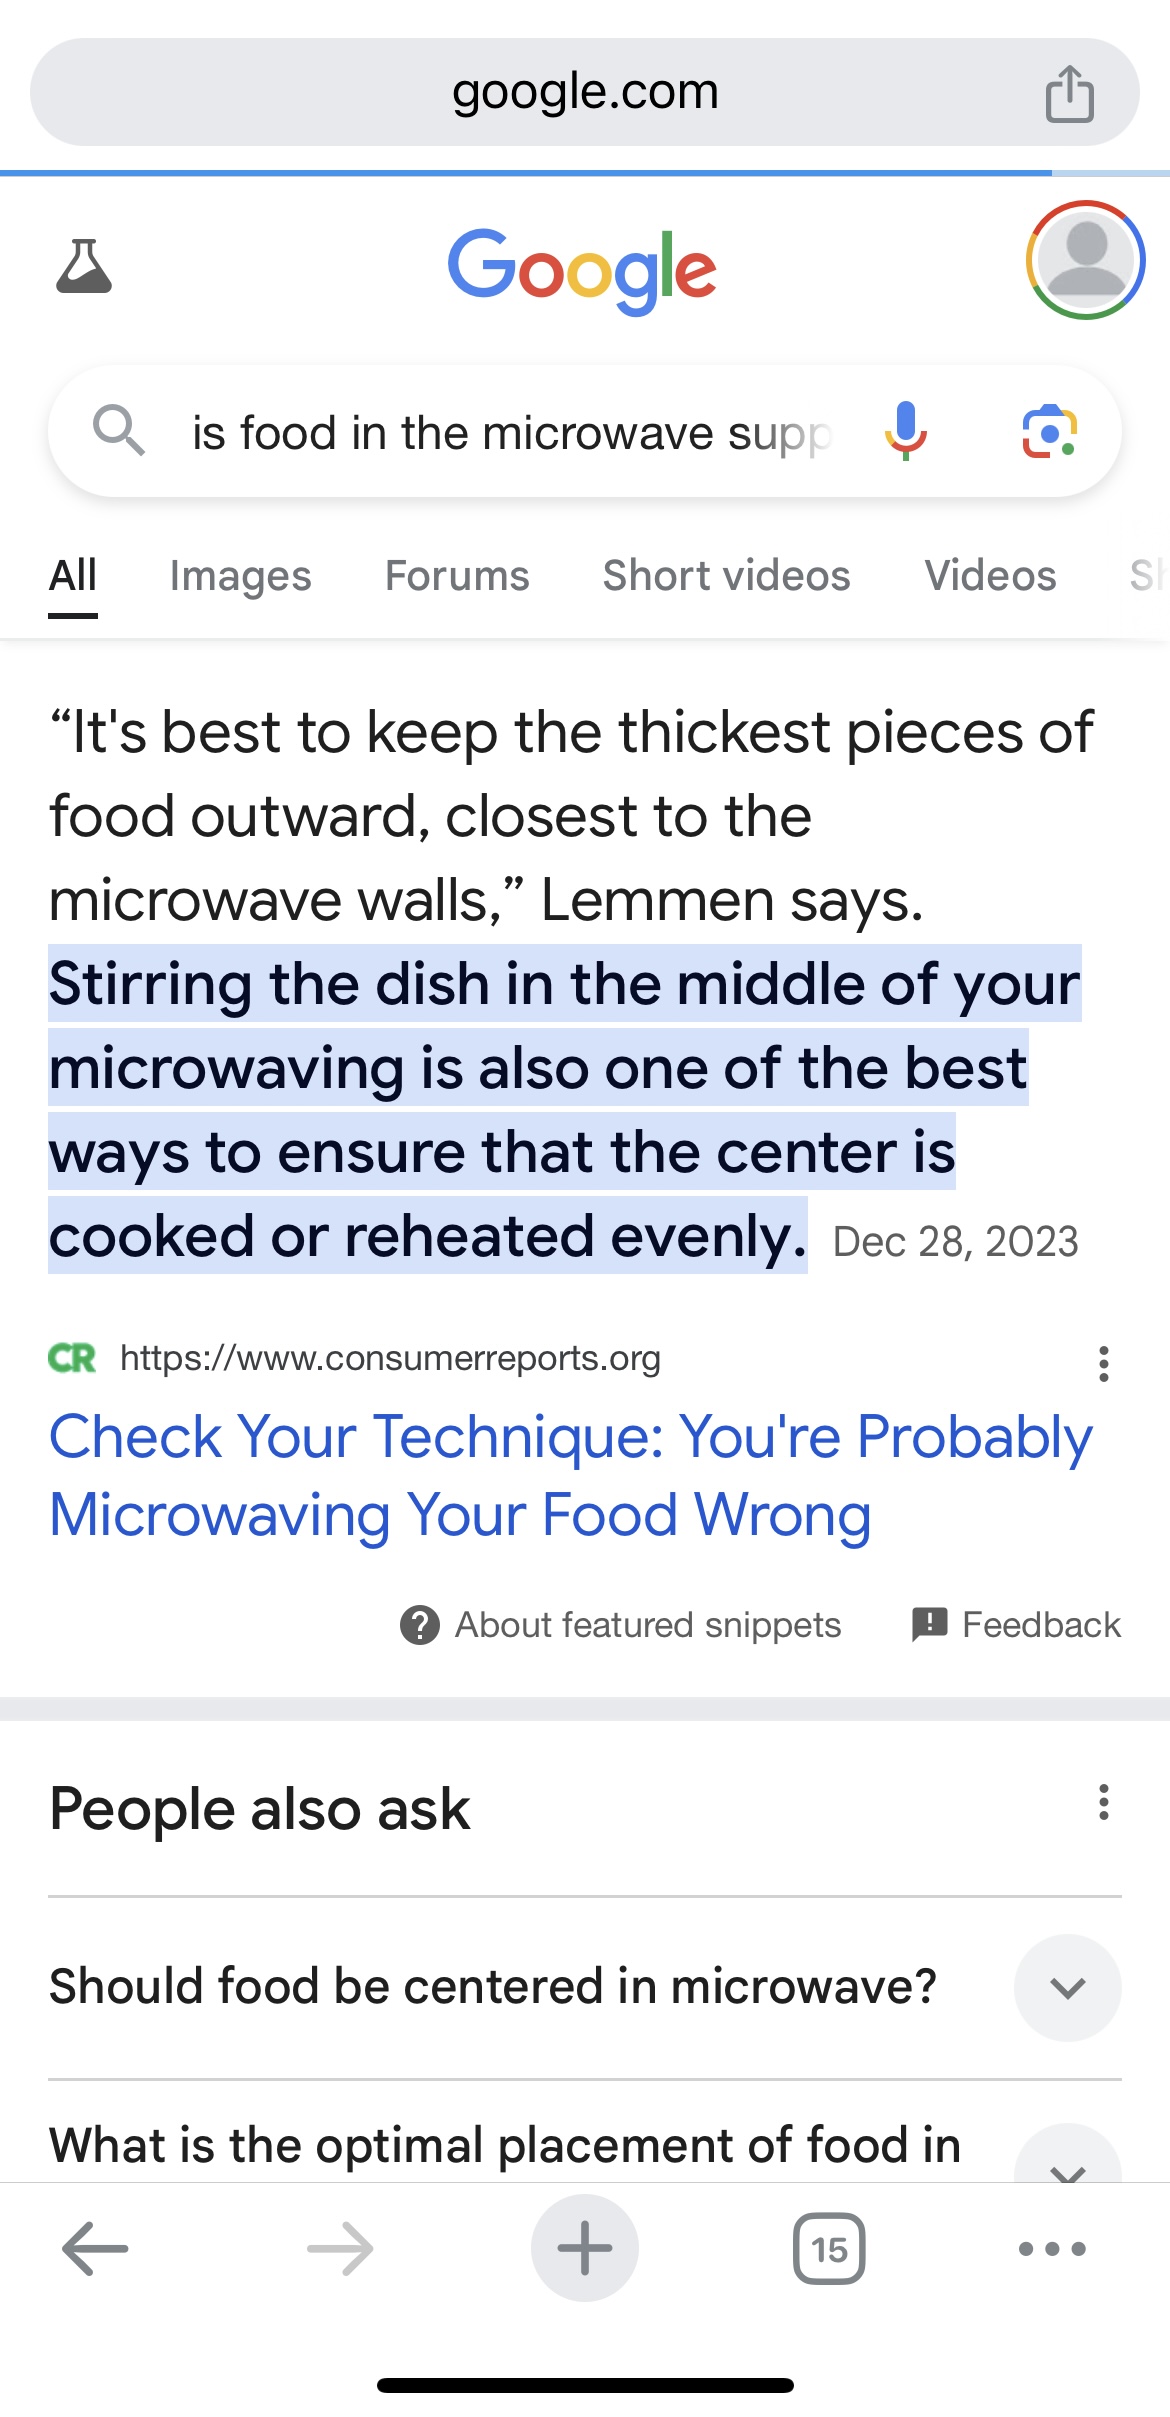 google.com
Google
is food in the microwave supp
All Images Forums Short videos Videos Sh
“It's best to keep the thickest pieces of
food outward, closest to the
microwave walls,” Lemmen says.
Stirring the dish in the middle of your
microwaving is also one of the best
ways to ensure that the center is
cooked or reheated evenly. Dec 28, 2023
CR https://www.consumerreports.org
Check Your Technique: You're Probably
Microwaving Your Food Wrong
About featured snippets Feedback
People also ask
Should food be centered in microwave?
What is the optimal placement of food in
15